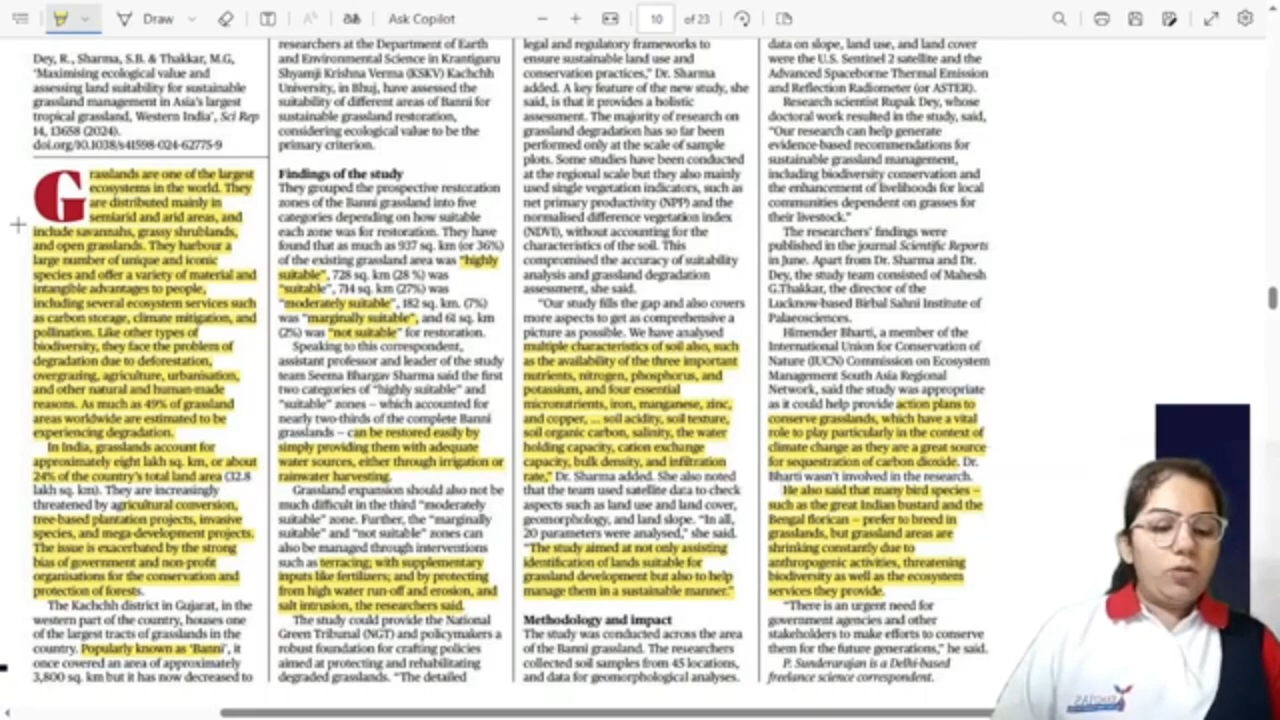 Draw
Ask Copilot
10 of 23
Dey, R., Sharma, S.B. & Thakkar, M.G,
'Maximising ecological value and
assessing land suitability for sustainable
grassland management in Asia's largest
tropical grassland, Western India', Sci Rep
14, 13658 (2024).
doi.org/10.1038/s41598-024-62775-9
Grasslands are one of the largest
ecosystems in the world. They
are distributed mainly in
semiarid and arid areas, and
include savannahs, grassy shrublands,
and open grasslands. They harbour a
large number of unique and iconic
species and offer a variety of material and
intangible advantages to people,
including several ecosystem services such
as carbon storage, climate mitigation, and
pollination. Like other types of
biodiversity, they face the problem of
degradation due to deforestation,
overgrazing, agriculture, urbanisation,
and other natural and human-made
reasons. As much as 49% of grassland
areas worldwide are estimated to be
experiencing degradation.
In India, grasslands account for
approximately eight lakh sq. km, or about
24% of the country's total land area (32.8
lakh sq. km). They are increasingly
threatened by agricultural conversion,
tree-based plantation projects, invasive
species, and mega-development projects.
The issue is exacerbated by the strong
bias of government and non-profit
organisations for the conservation and
protection of forests.
The Kachchh district in Gujarat, in the
western part of the country, houses one
of the largest tracts of grasslands in the
country. Popularly known as 'Banni', it
once covered an area of approximately
3,800 sq. km but it has now decreased to
researchers at the Department of Earth
and Environmental Science in Krantiguru
Shyamji Krishna Verma (KSKV) Kachchh
University, in Bhuj, have assessed the
suitability of different areas of Banni for
sustainable grassland restoration,
considering ecological value to be the
primary criterion.
Findings of the study
They grouped the prospective restoration
zones of the Banni grassland into five
categories depending on how suitable
each zone was for restoration. They have
found that as much as 937 sq. km (or 36%)
of the existing grassland area was "highly
suitable", 728 sq. km (28 %) was
"suitable", 714 sq. km (27%) was
"moderately suitable", 182 sq. km. (7%)
was "marginally suitable", and 61 sq. km
(2%) was "not suitable" for restoration.
Speaking to this correspondent,
assistant professor and leader of the study
team Seema Bhargav Sharma said the first
two categories of "highly suitable" and
"suitable" zones – which accounted for
nearly two-thirds of the complete Banni
grasslands – can be restored easily by
simply providing them with adequate
water sources, either through irrigation or
rainwater harvesting.
Grassland expansion should also not be
much difficult in the third "moderately
suitable" zone. Further, the "marginally
suitable" and "not suitable" zones can
also be managed through interventions
such as terracing; with supplementary
inputs like fertilizers; and by protecting
from high water run-off and erosion, and
salt intrusion, the researchers said.
The study could provide the National
Green Tribunal (NGT) and policymakers a
robust foundation for crafting policies
aimed at protecting and rehabilitating
degraded grasslands. "The detailed
legal and regulatory frameworks to
ensure sustainable land use and
conservation practices," Dr. Sharma
added. A key feature of the new study, she
said, is that it provides a holistic
assessment. The majority of research on
grassland degradation has so far been
performed only at the scale of sample
plots. Some studies have been conducted
at the regional scale but they also mainly
used single vegetation indicators, such as
net primary productivity (NPP) and the
normalised difference vegetation index
(NDVI), without accounting for the
characteristics of the soil. This
compromised the accuracy of suitability
analysis and grassland degradation
assessment, she said.
"Our study fills the gap and also covers
more aspects to get as comprehensive a
picture as possible. We have analysed
multiple characteristics of soil also, such
as the availability of the three important
nutrients, nitrogen, phosphorus, and
potassium, and four essential
micronutrients, iron, manganese, zinc,
and copper, ... soil acidity, soil texture,
soil organic carbon, salinity, the water
holding capacity, cation exchange
capacity, bulk density, and infiltration
rate," Dr. Sharma added. She also noted
that the team used satellite data to check
aspects such as land use and land cover,
geomorphology, and land slope. "In all,
20 parameters were analysed," she said.
"The study aimed at not only assisting
identification of lands suitable for
grassland development but also to help
manage them in a sustainable manner."
Methodology and impact
The study was conducted across the area
of the Banni grassland. The researchers
collected soil samples from 45 locations,
and data for geomorphological analyses.
data on slope, land use, and land cover
were the U.S. Sentinel 2 satellite and the
Advanced Spaceborne Thermal Emission
and Reflection Radiometer (or ASTER).
Research scientist Rupak Dey, whose
doctoral work resulted in the study, said,
"Our research can help generate
evidence-based recommendations for
sustainable grassland management,
including biodiversity conservation and
the enhancement of livelihoods for local
communities dependent on grasses for
their livestock."
The researchers' findings were
published in the journal Scientific Reports
in June. Apart from Dr. Sharma and Dr.
Dey, the study team consisted of Mahesh
G.Thakkar, the director of the
Lucknow-based Birbal Sahni Institute of
Palaeosciences.
Himender Bharti, a member of the
International Union for Conservation of
Nature (IUCN) Commission on Ecosystem
Management South Asia Regional
Network, said the study was appropriate
as it could help provide action plans to
conserve grasslands, which have a vital
role to play particularly in the context of
climate change as they are a great source
for sequestration of carbon dioxide. Dr.
Bharti wasn't involved in the research.
He also said that many bird species –
such as the great Indian bustard and the
Bengal florican – prefer to breed in
grasslands, but grassland areas are
shrinking constantly due to
anthropogenic activities, threatening
biodiversity as well as the ecosystem
services they provide.
"There is an urgent need for
government agencies and other
stakeholders to make efforts to conserve
them for the future generations," he said.
P. Sunderarajan is a Delhi-based
freelance science correspondent.